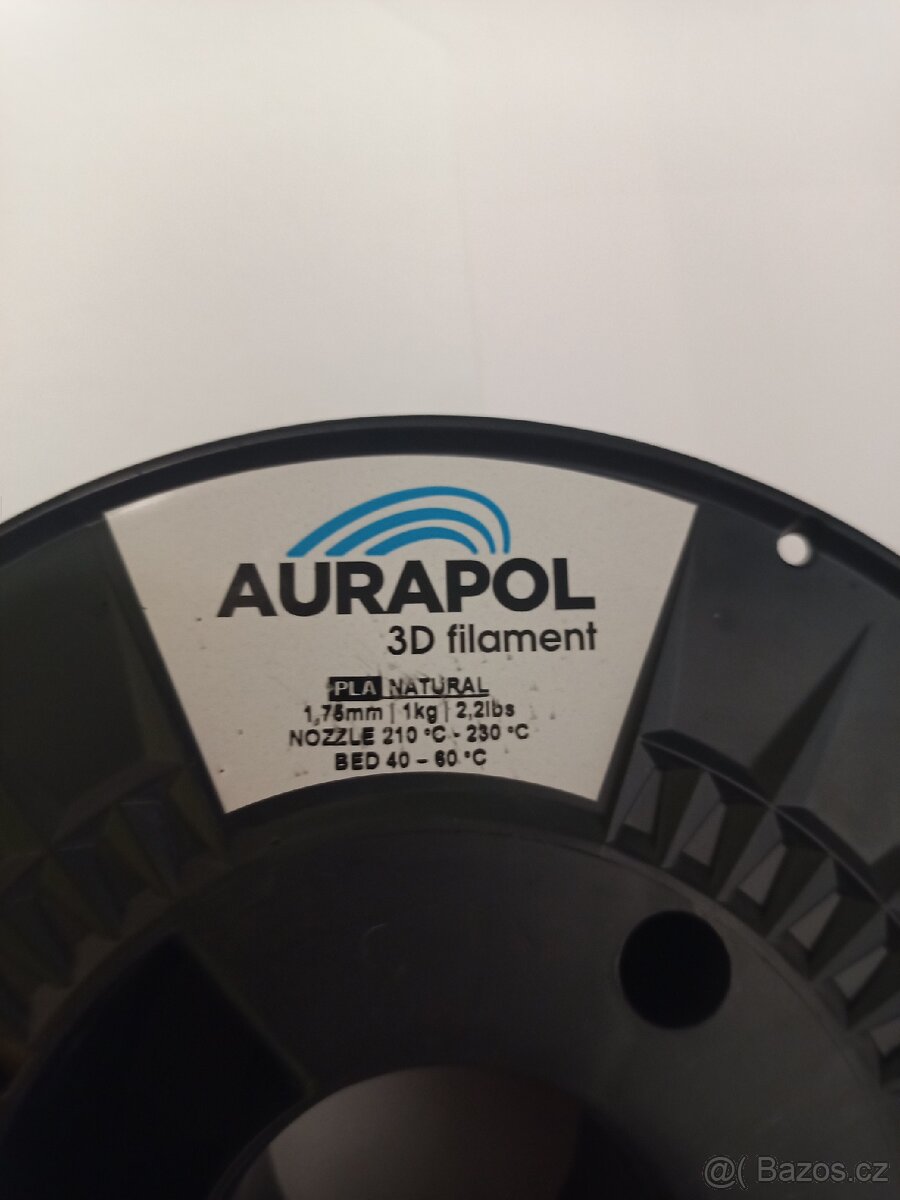 AURAPOL
3D filament
PLA NATURAL
1,75mm | 1kg | 2,2lbs
NOZZLE 210 °C - 230 °C
BED 40 – 60 °C
@( Bazos.cz